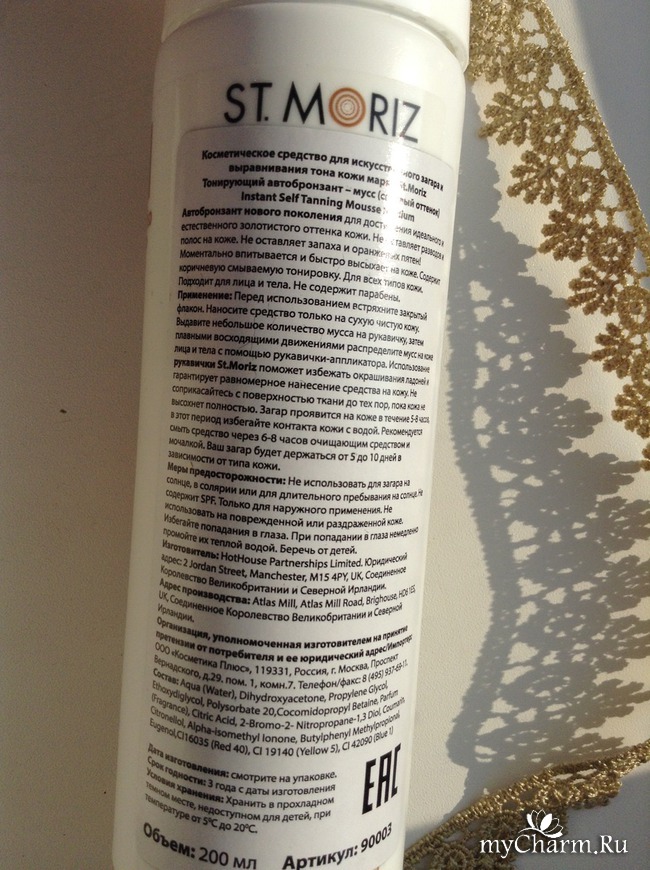 ST. MORIZ
Косметическое средство для искусственного загара и
выравнивания тона кожи марки St.Moriz
Тонирующий автобронзант – мусс (средний оттенок)
Instant Self Tanning Mousse Medium
Автобронзант нового поколения для достижения идеального и
естественного золотистого оттенка кожи. Не оставляет разводов и
полос на коже. Не оставляет запаха и оранжевых пятен!
Моментально впитывается и быстро высыхает на коже. Содержит
коричневую смываемую тонировку. Для всех типов кожи.
Подходит для лица и тела. Не содержит парабены.
Применение: Перед использованием встряхните закрытый
флакон. Наносите средство только на сухую чистую кожу.
Выдавите небольшое количество мусса на рукавичку, затем
плавными восходящими движениями распределите мусс на коже
лица и тела с помощью рукавички-аппликатора. Использование
рукавички St.Moriz поможет избежать окрашивания ладоней и
гарантирует равномерное нанесение средства на кожу. Не
соприкасайтесь с поверхностью ткани до тех пор, пока кожа не
высохнет полностью. Загар проявится на коже в течение 5-8 часов,
в этот период избегайте контакта кожи с водой. Рекомендуется
смыть средство через 6-8 часов очищающим средством и
мочалкой. Ваш загар будет держаться от 5 до 10 дней в
зависимости от типа кожи.
Меры предосторожности: Не использовать для загара на
солнце, в солярии или для длительного пребывания на солнце. Не
содержит SPF. Только для наружного применения. Не
использовать на поврежденной или раздраженной коже.
Избегайте попадания в глаза. При попадании в глаза немедленно
промойте их теплой водой. Беречь от детей.
Изготовитель: HotHouse Partnerships Limited. Юридический
адрес: 2 Jordan Street, Manchester, M15 4PY, UK, Соединенное
Королевство Великобритании и Северной Ирландии.
Адрес производства: Atlas Mill, Atlas Mill Road, Brighouse, HD6 1ES,
UK, Соединенное Королевство Великобритании и Северной
Ирландии.
Организация, уполномоченная изготовителем на принятие
претензии от потребителя и ее юридический адрес/Импортер:
ООО «Косметика Плюс», 119331, Россия, г. Москва, Проспект
Вернадского, д.29. пом. 1, комн.7. Телефон/факс: 8 (495) 937-69-11.
Состав: Aqua (Water), Dihydroxyacetone, Propylene Glycol,
Ethoxydiglycol, Polysorbate 20,Cocomidopropyl Betaine, Parfum
(Fragrance), Citric Acid, 2-Bromo-2- Nitropropane-1,3 Diol, Coumarin,
Citronellol, Alpha-isomethyl Ionone, Butylphenyl Methylpropional,
Eugenol,CI16035 (Red 40), CI 19140 (Yellow 5), CI 42090 (Blue 1)
Дата изготовления: смотрите на упаковке.
Срок годности: 3 года с даты изготовления
Условия хранения: Хранить в прохладном
темном месте, недоступном для детей, при
температуре от 5°C до 20°C.
EAC
Объем: 200 мл Артикул: 90003
myCharm.Ru